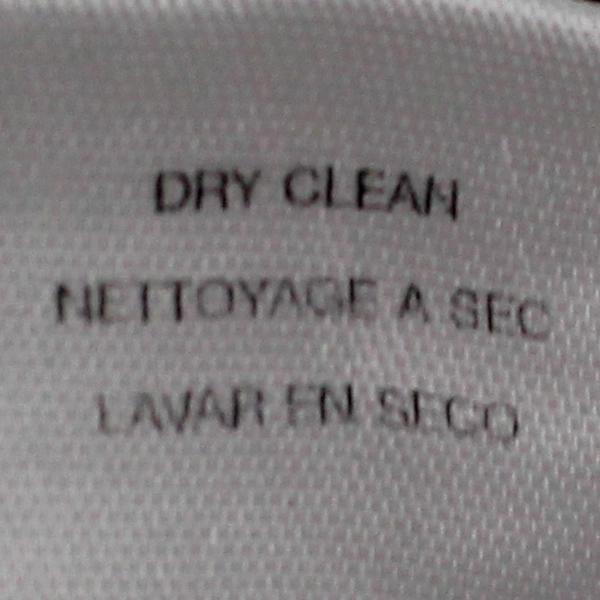 DRY CLEAN
NETTOYAGE A SEC
LAVAR EN SECO